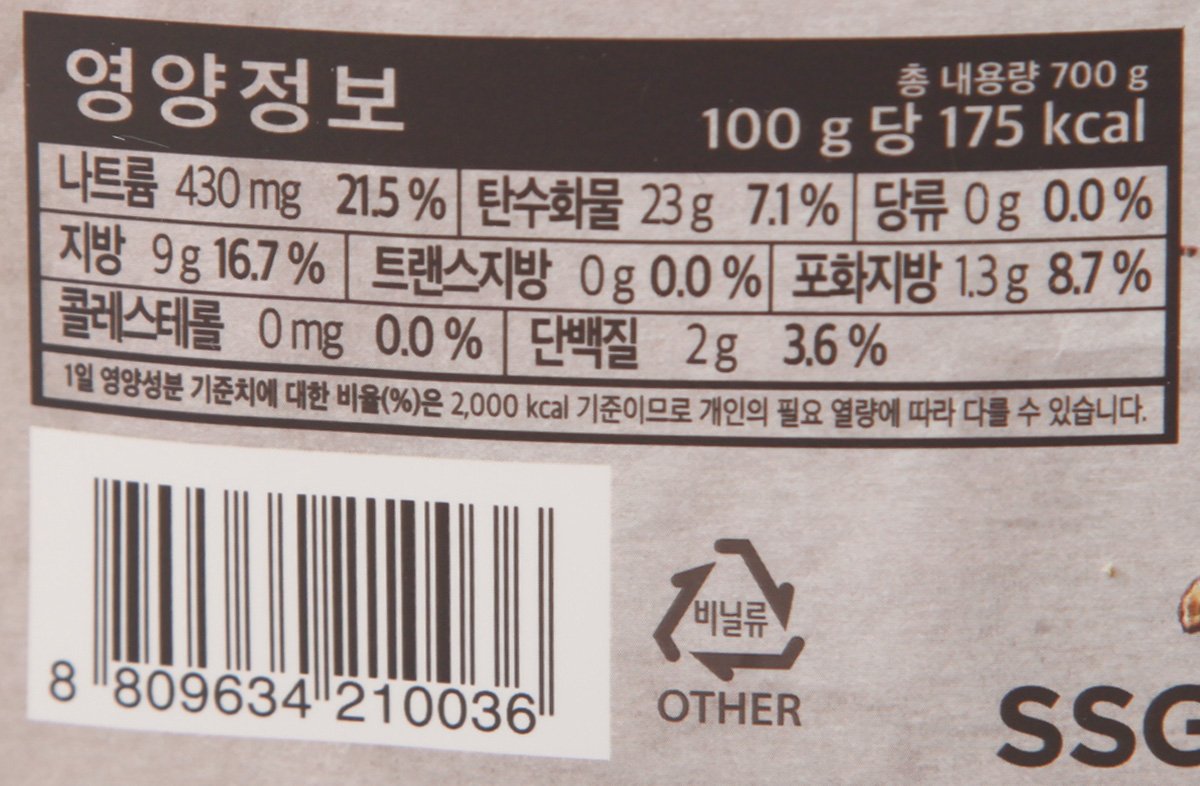 영양정보
총 내용량 700 g
100 g 당 175 kcal
나트륨 430 mg 21.5 % 탄수화물 23 g 7.1 % 당류 0 g 0.0 %
지방 9 g 16.7 % 트랜스지방 0 g 0.0 % 포화지방 1.3 g 8.7 %
콜레스테롤 0 mg 0.0 % 단백질 2 g 3.6 %
1일 영양성분 기준치에 대한 비율(%)은 2,000 kcal 기준이므로 개인의 필요 열량에 따라 다를 수 있습니다.
8 809634 210036
비닐류
OTHER
SSG